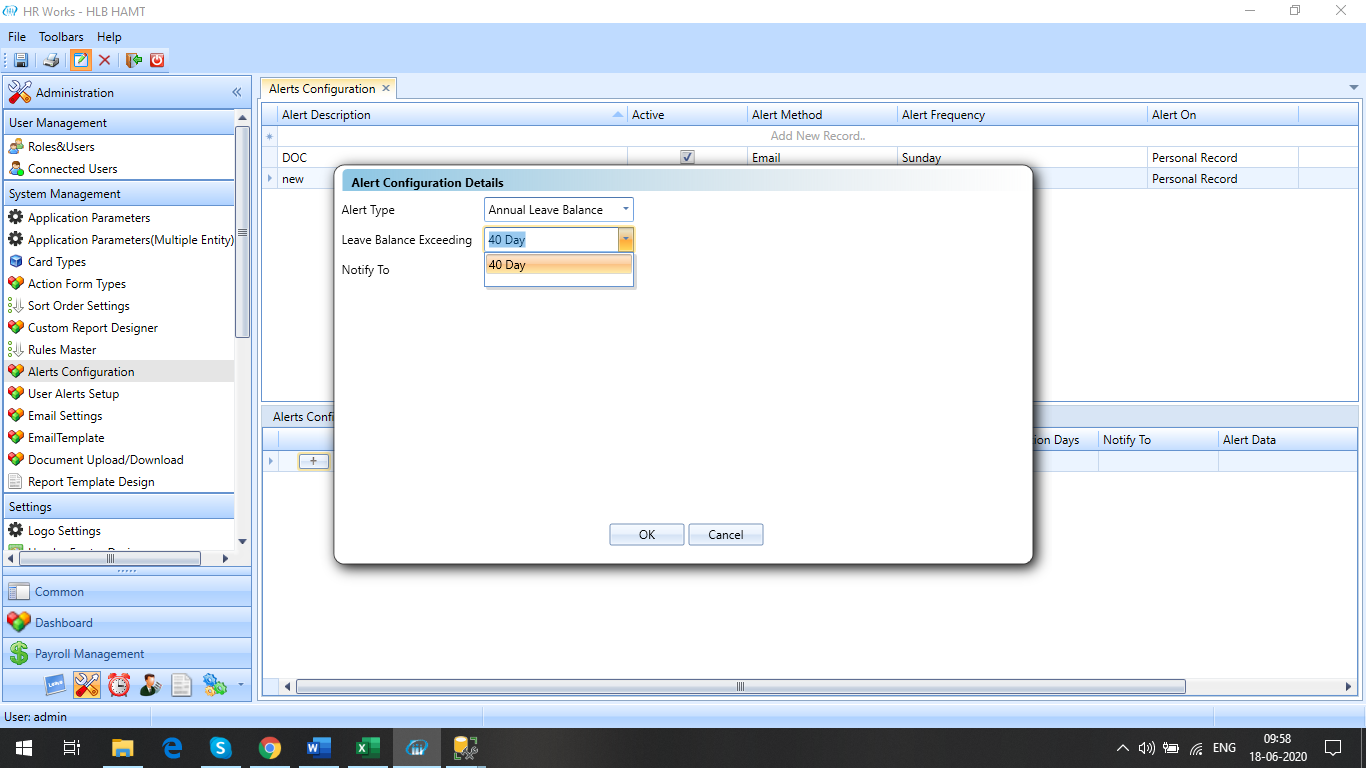 HR Works - HLB HAMT
File Toolbars Help
Administration
User Management
Roles&Users
Connected Users
System Management
Application Parameters
Application Parameters(Multiple Entity)
Card Types
Action Form Types
Sort Order Settings
Custom Report Designer
Rules Master
Alerts Configuration
User Alerts Setup
Email Settings
EmailTemplate
Document Upload/Download
Report Template Design
Settings
Logo Settings
Common
Dashboard
Payroll Management
Alerts Configuration
Alert Description Active Alert Method Alert Frequency Alert On
Add New Record..
DOC Email Sunday Personal Record
new Personal Record
Alert Configuration Details
Alert Type Annual Leave Balance
Leave Balance Exceeding 40 Day
40 Day
Notify To
OK Cancel
Alerts Confi
ion Days Notify To Alert Data
+
User: admin
ENG
09:58
18-06-2020